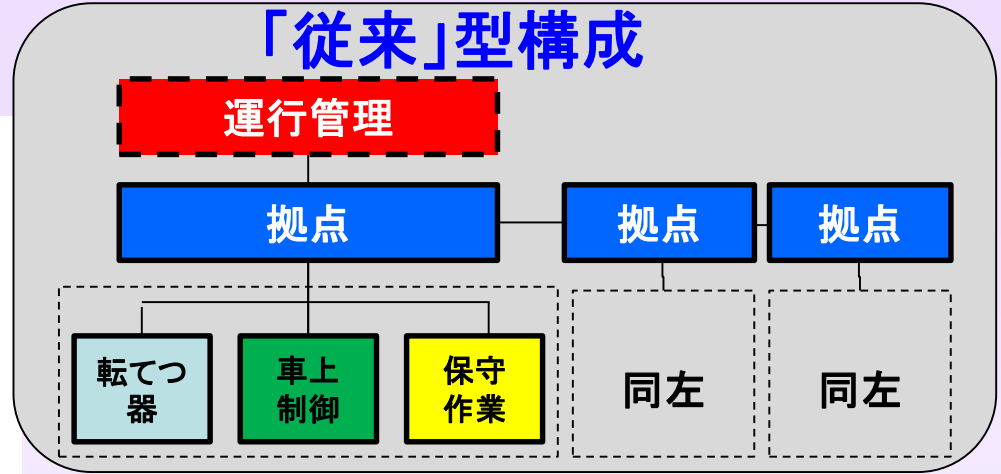 「従来」型構成
運行管理
拠点
拠点
拠点
転てつ
器
車上
制御
保守
作業
同左
同左